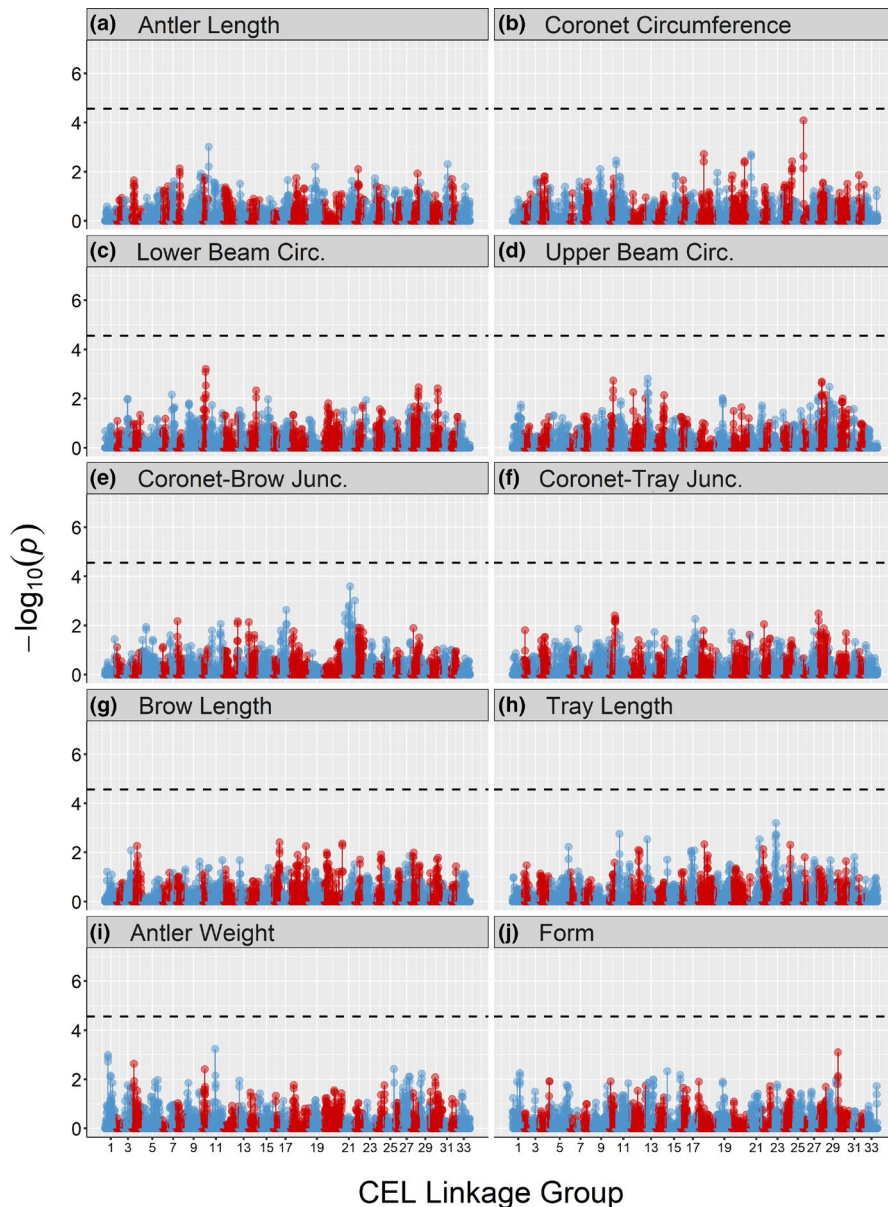 (a) Antler Length
(b) Coronet Circumference
6
4
2
0
(c) Lower Beam Circ.
(d) Upper Beam Circ.
6
4
2
0
(e) Coronet-Brow Junc.
(f) Coronet-Tray Junc.
6
4
2
0
(g) Brow Length
(h) Tray Length
6
4
2
0
(i) Antler Weight
(j) Form
6
4
2
0
−log10(p)
1 3 5 7 9 11 13 15 17 19 21 23 25 27 29 31 33
1 3 5 7 9 11 13 15 17 19 21 23 25 27 29 31 33
CEL Linkage Group